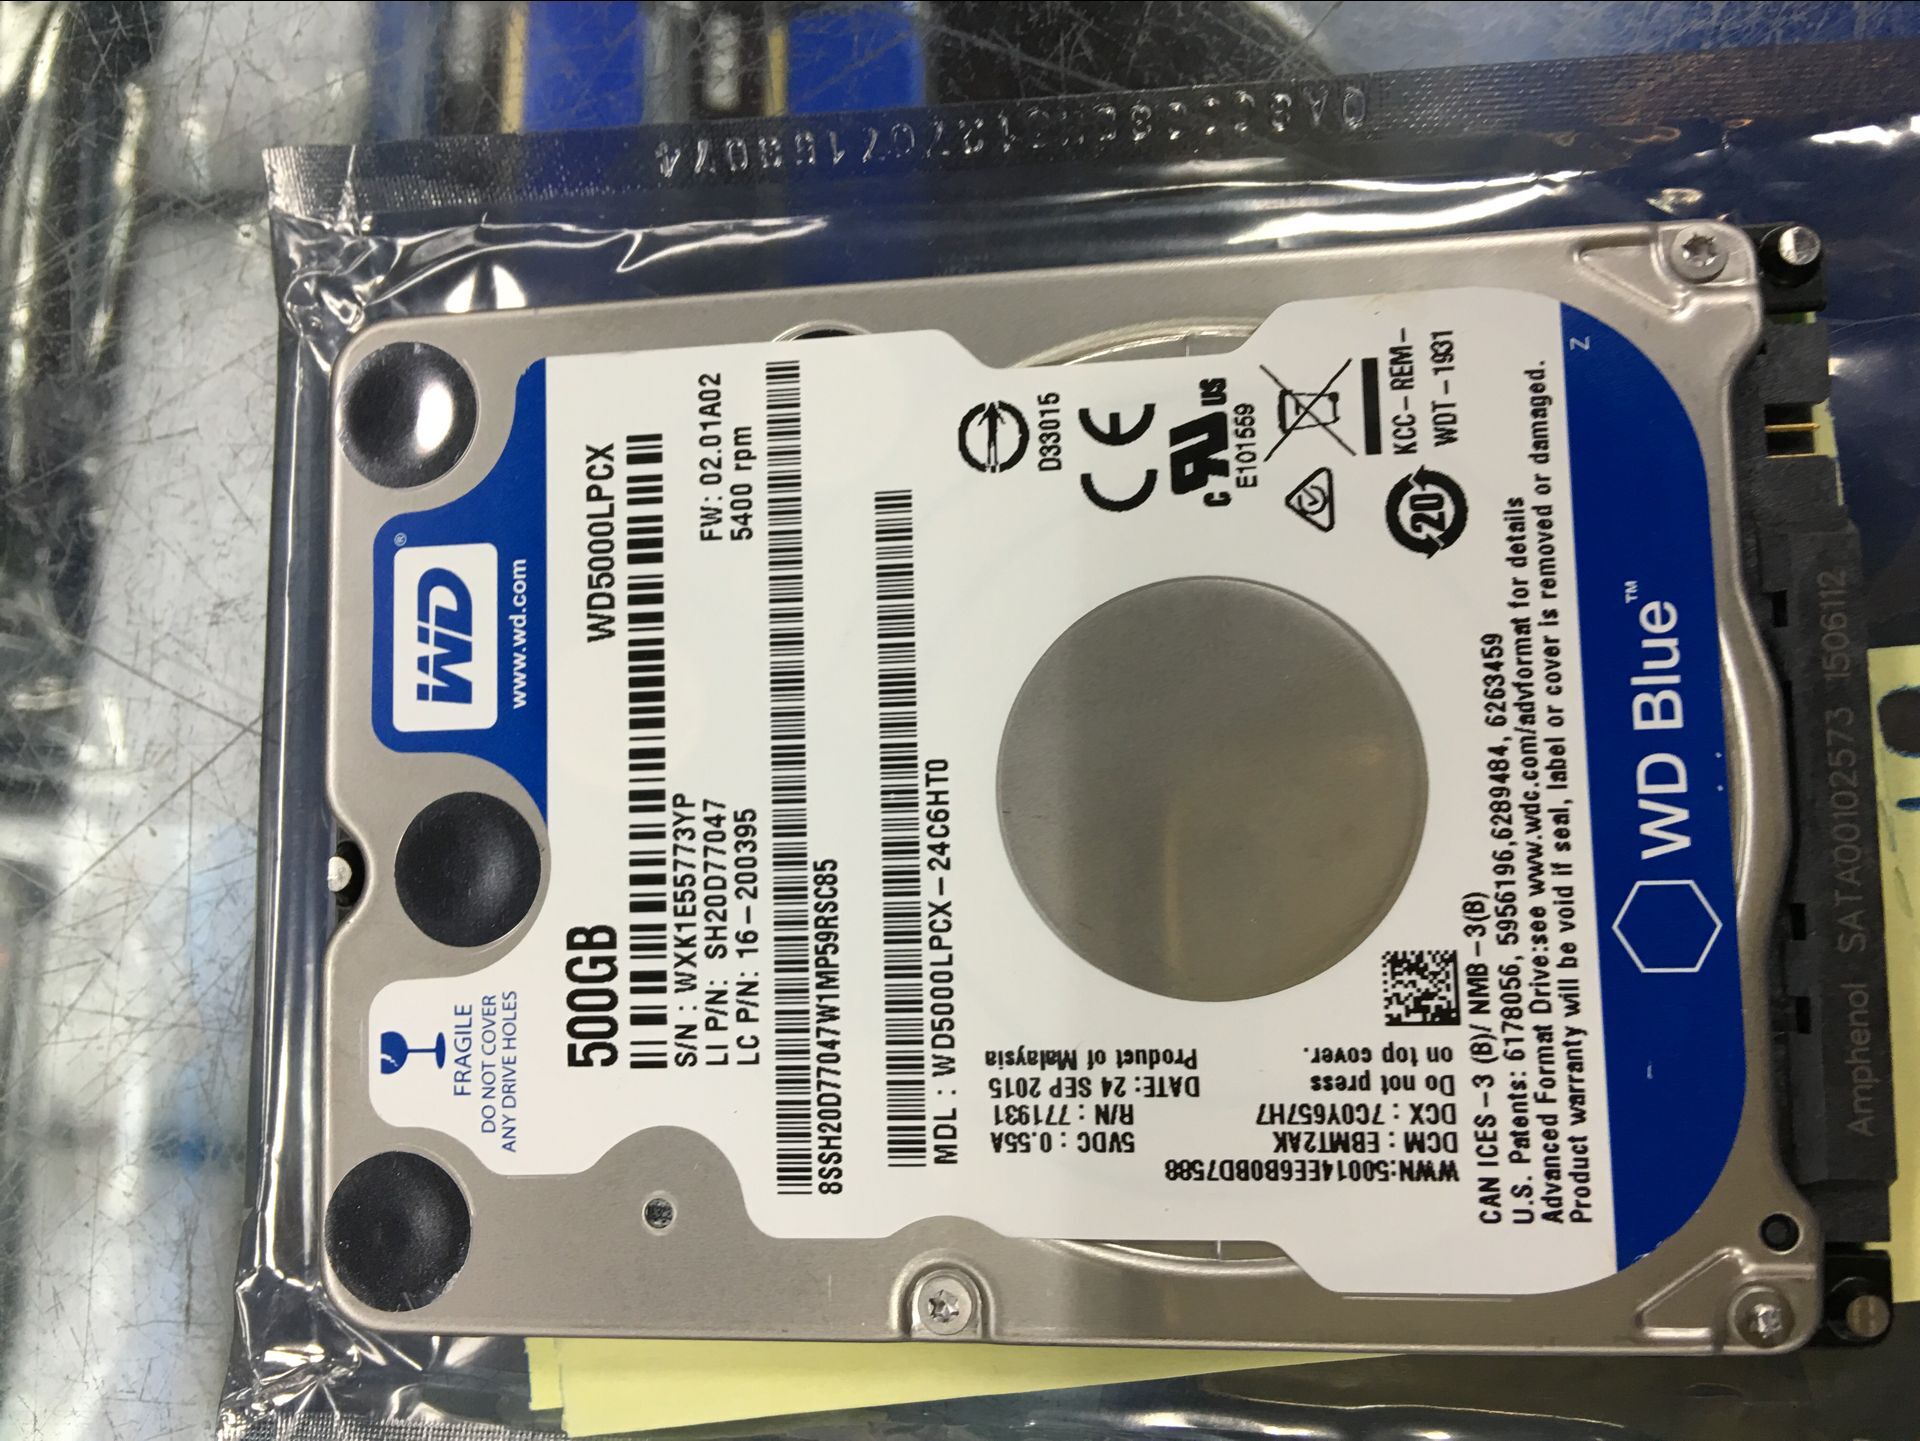 WD®
www.wd.com
FRAGILE
DO NOT COVER
ANY DRIVE HOLES
500GB WD5000LPCX
S/N : WXK1E55773YP
LI P/N: SH20D77047 FW: 02.01A02
LC P/N: 16-200395 5400 rpm
8SSH20D77047W1MP59RSC85
MDL : WD5000LPCX-24C6HT0
Product of Malaysia
DATE: 24 SEP 2015
R/N : 771931
5VDC : 0.55A
WWN:50014EE6B0BD7588
DCM : EBMT2AK
DCX : 7C0Y657H7
Do not press
on top cover.
D33015
CE
c US
E101559
KCC-REM-
WDT-1931
20
CAN ICES-3 (B)/ NMB-3(B)
U.S. Patents: 6178056, 5956196,6289484, 6263459
Advanced Format Drive:see www.wdc.com/advformat for details
Product warranty will be void if seal, label or cover is removed or damaged.
Z
WD Blue™
Amphenol SATA00102573 1506112